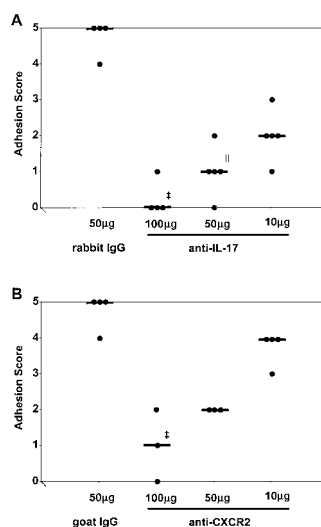 A
Adhesion Score
5
4
3
2
1
0
‡
||
50µg
100µg
50µg
10µg
rabbit IgG
anti-IL-17
B
Adhesion Score
5
4
3
2
1
0
‡
50µg
100µg
50µg
10µg
goat IgG
anti-CXCR2